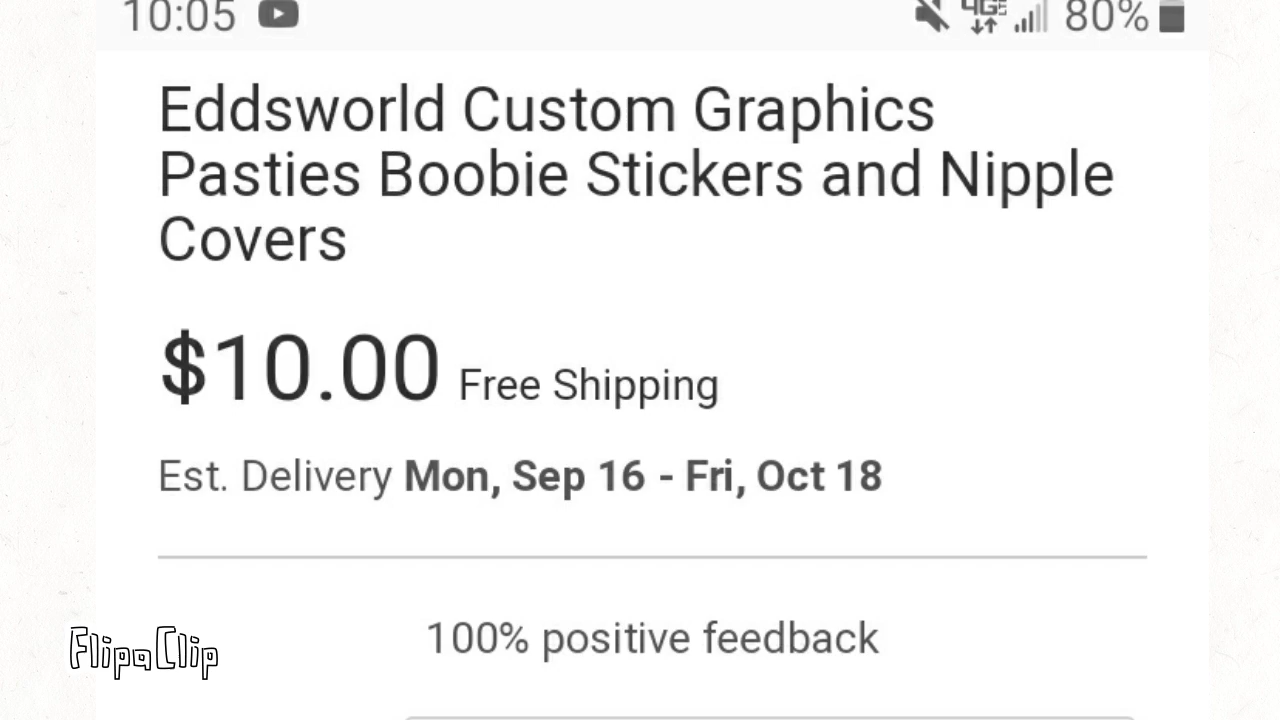 10:05 4G 80%
Eddsworld Custom Graphics
Pasties Boobie Stickers and Nipple
Covers
$10.00 Free Shipping
Est. Delivery Mon, Sep 16 - Fri, Oct 18
100% positive feedback
FlipaClip